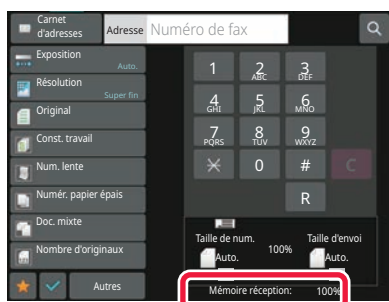 Carnet
d'adresses
Adresse
Numéro de fax
Exposition
Auto.
Résolution
Super fin
Original
Const. travail
Num. lente
Numér. papier
épais
Doc. mixte
Nombre d'originaux
Autres
1
2
ABC
3
DEF
4
GHI
5
JKL
6
MNO
7
PQRS
8
TUV
9
WXYZ
0
#
C
R
Taille de num.
100%
Taille d'envoi
Auto.
Auto.
Mémoire réception: 100%